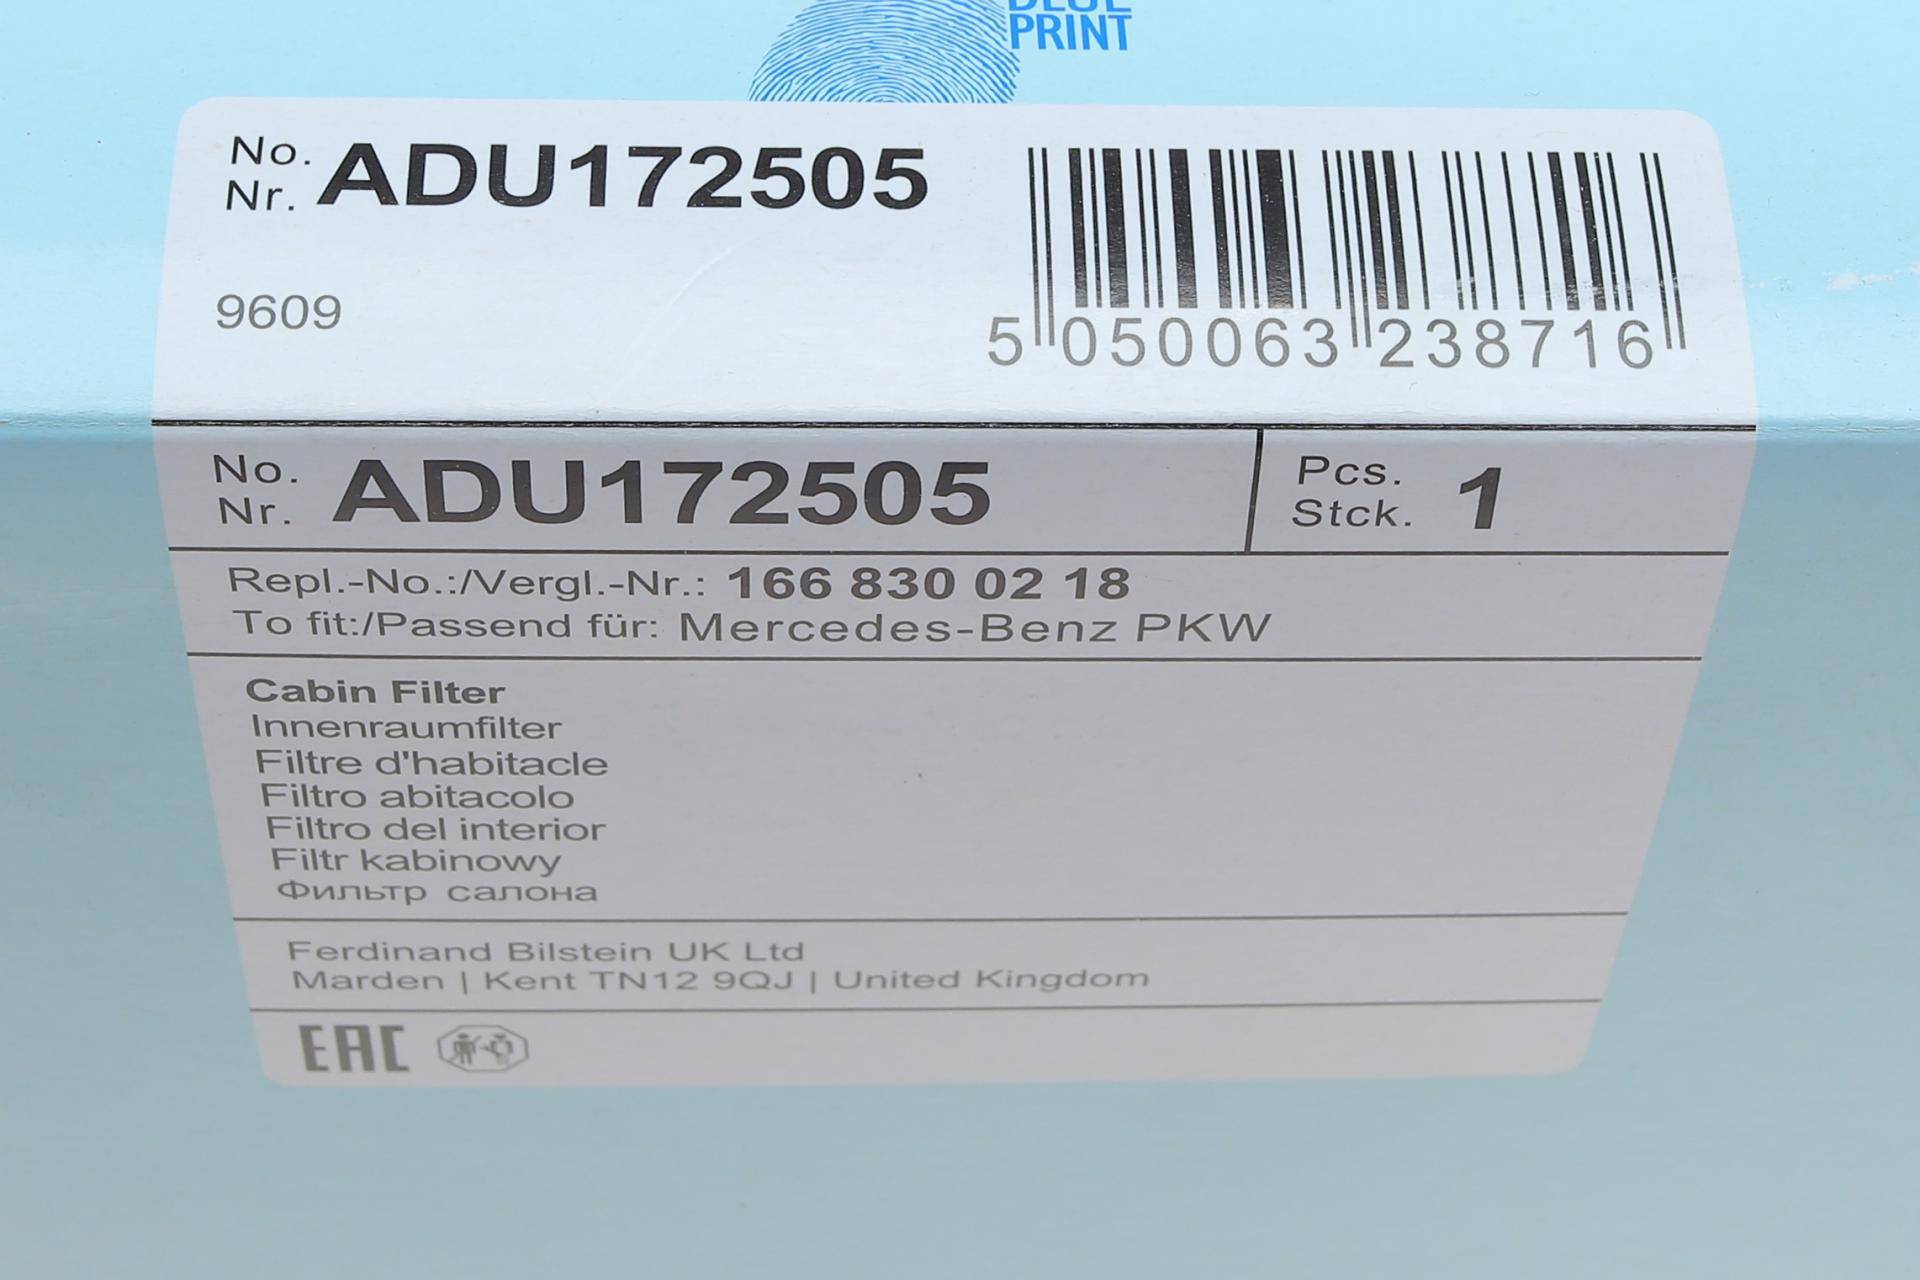 BLUE
PRINT
No.
Nr. ADU172505
9609
5 050063 238716
No.
Nr. ADU172505
Pcs.
Stck. 1
Repl.-No.:/Vergl.-Nr.: 166 830 02 18
To fit:/Passend für: Mercedes-Benz PKW
Cabin Filter
Innenraumfilter
Filtre d'habitacle
Filtro abitacolo
Filtro del interior
Filtr kabinowy
Фильтр салона
Ferdinand Bilstein UK Ltd
Marden | Kent TN12 9QJ | United Kingdom
EAC